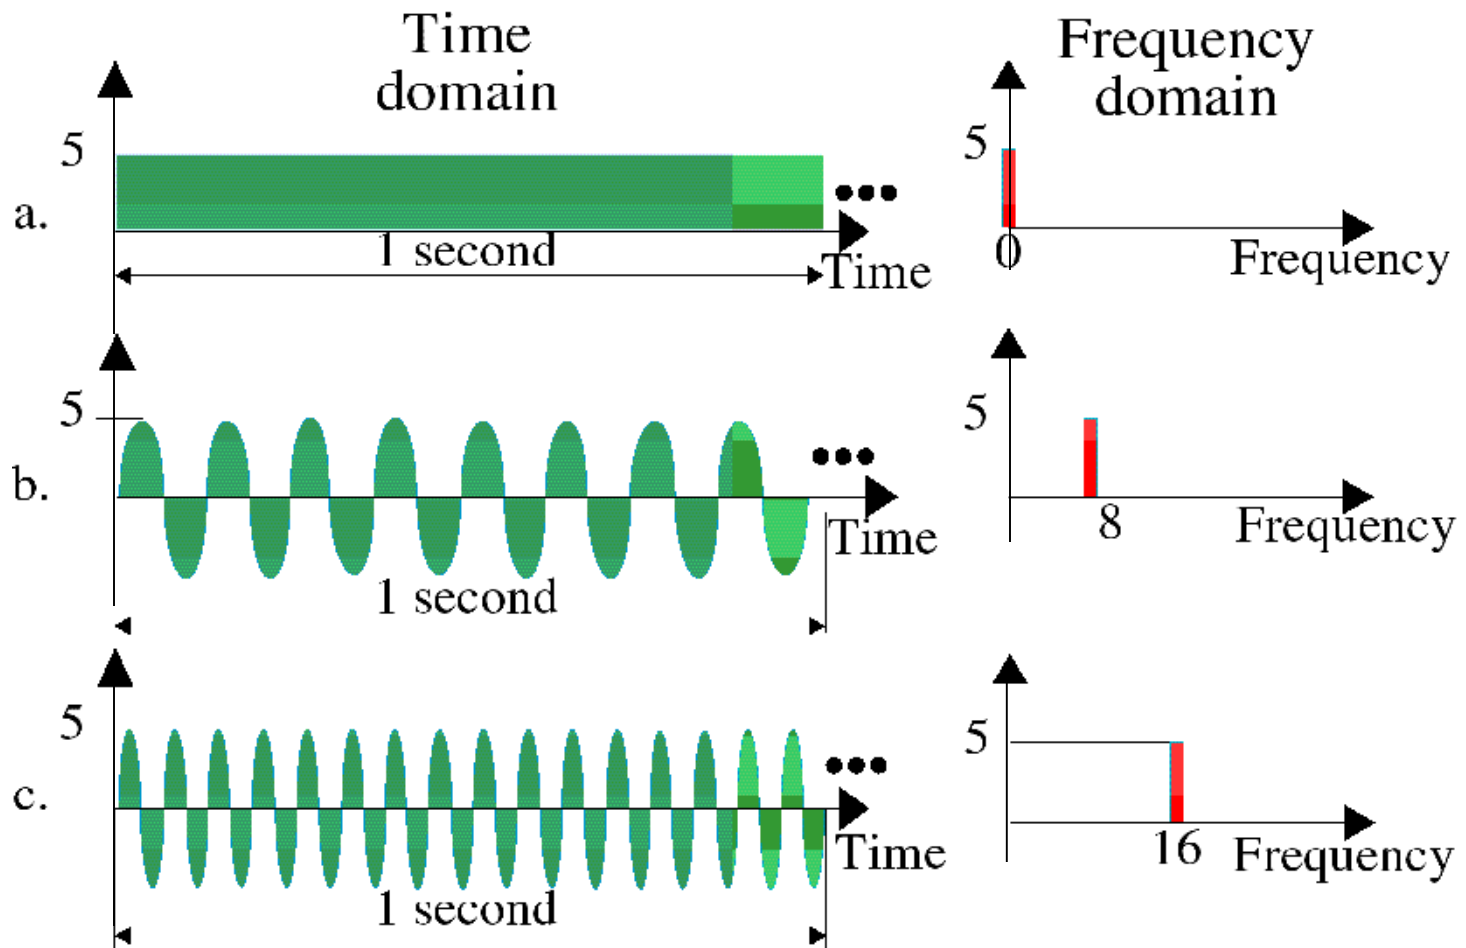 Time
domain
Frequency
domain
a.
5
1 second
Time
5
0
Frequency
b.
5
1 second
Time
5
8
Frequency
c.
5
1 second
Time
5
16
Frequency